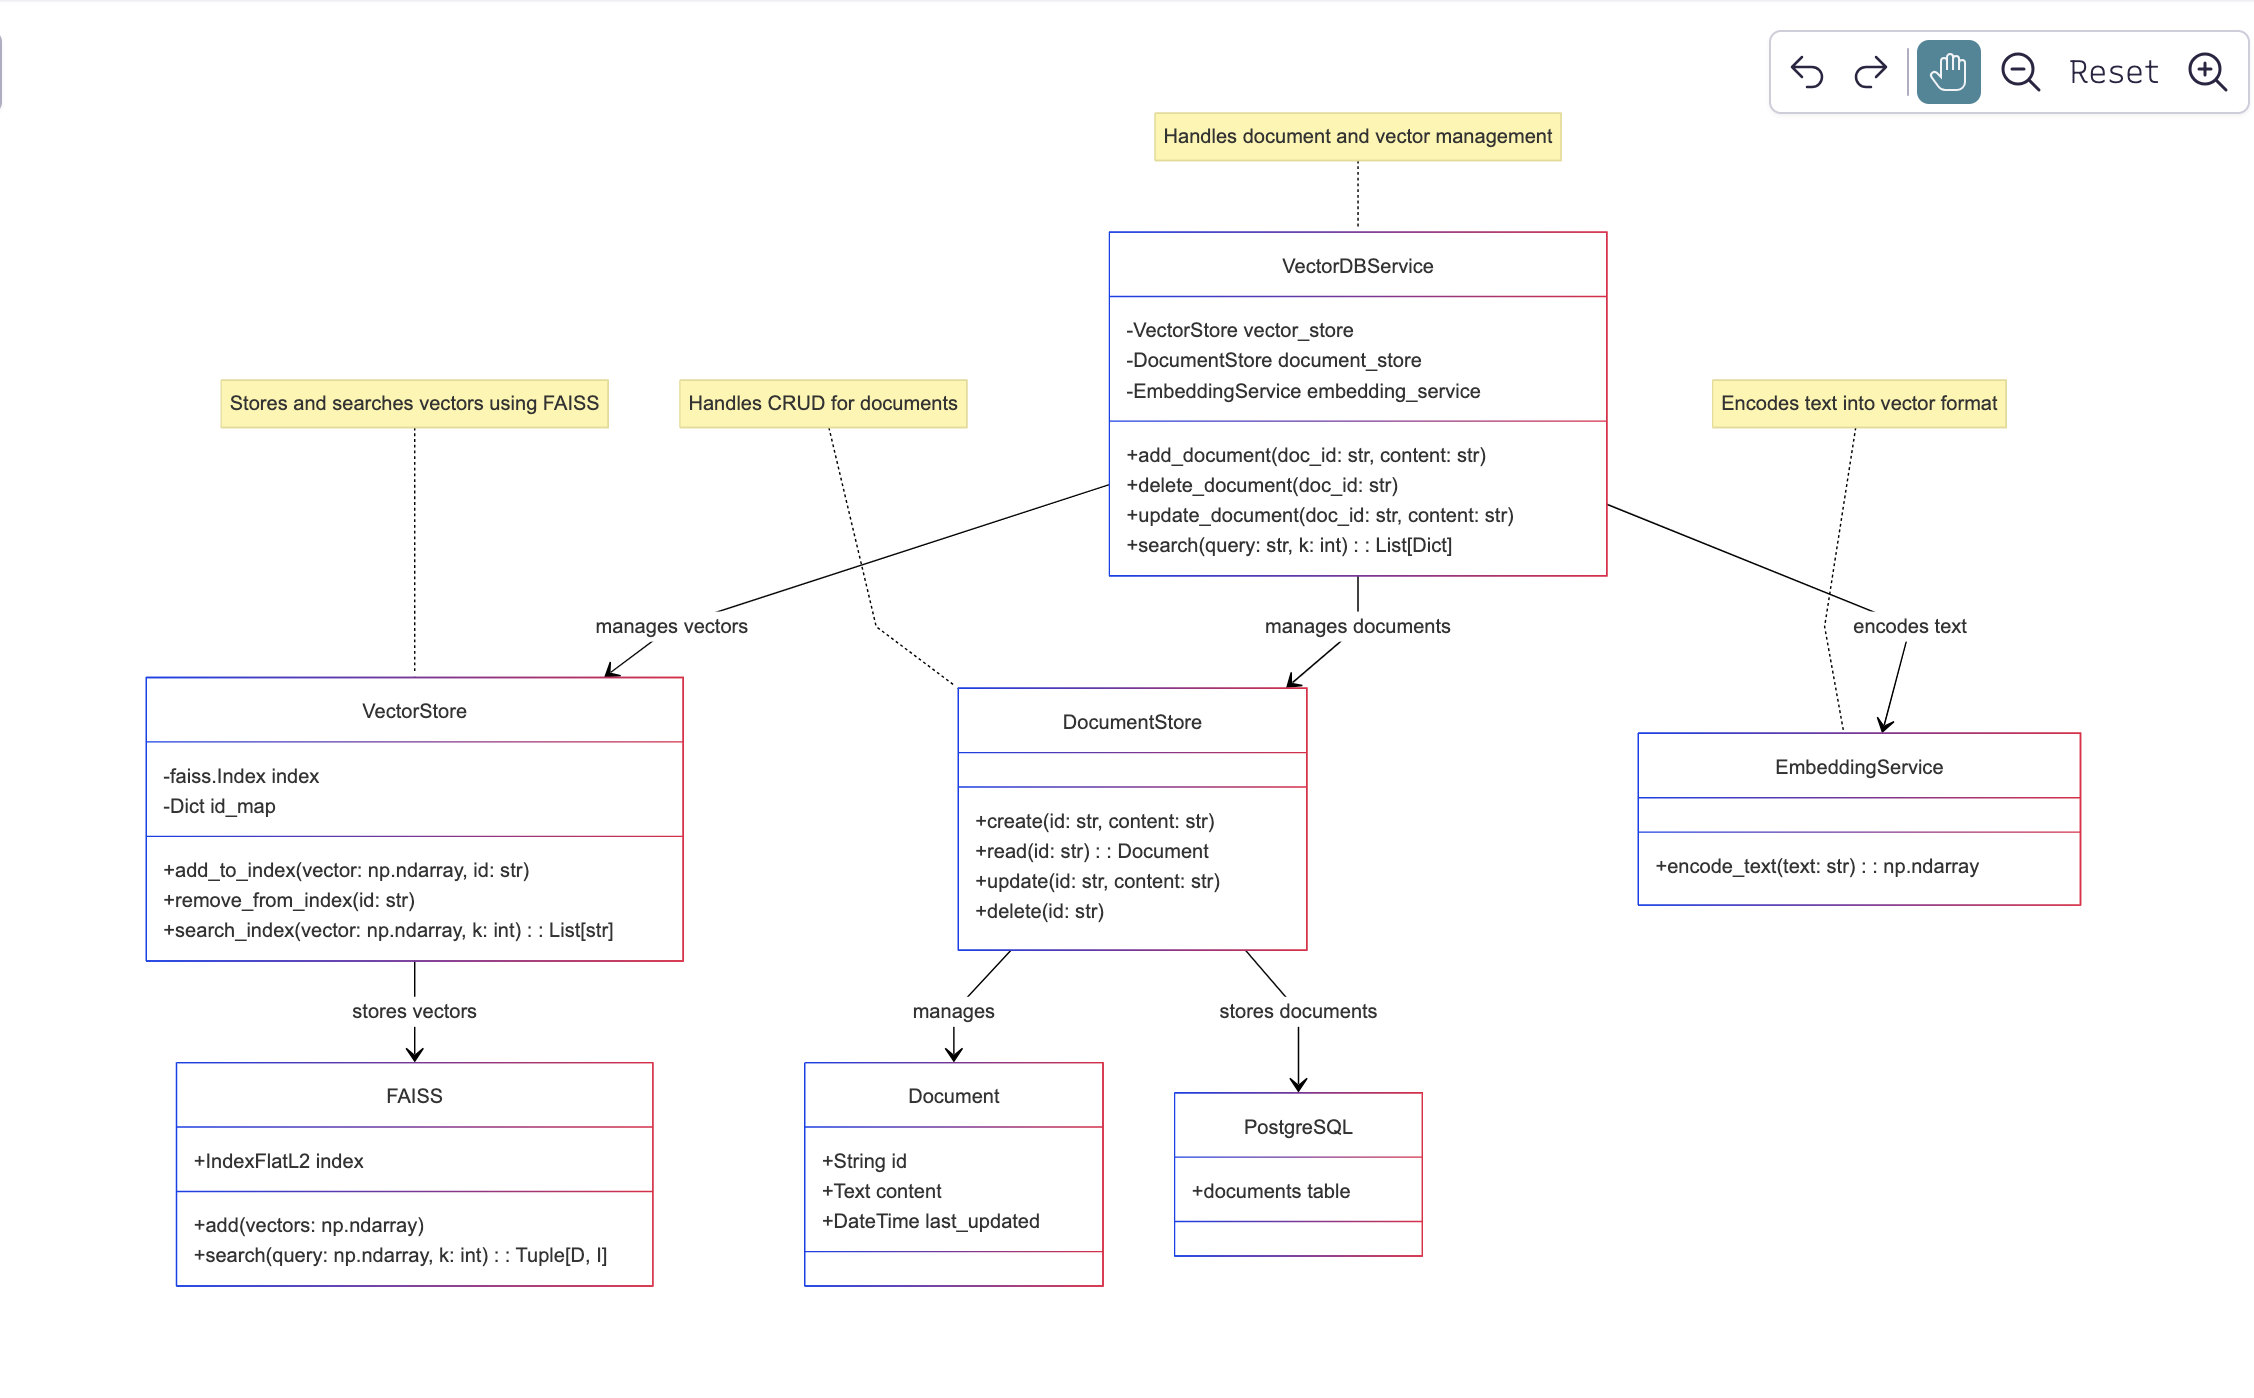 Reset
Handles document and vector management
VectorDBService
-VectorStore vector_store
-DocumentStore document_store
-EmbeddingService embedding_service
+add_document(doc_id: str, content: str)
+delete_document(doc_id: str)
+update_document(doc_id: str, content: str)
+search(query: str, k: int) : : List[Dict]
Stores and searches vectors using FAISS
Handles CRUD for documents
Encodes text into vector format
manages vectors
manages documents
encodes text
VectorStore
-faiss.Index index
-Dict id_map
+add_to_index(vector: np.ndarray, id: str)
+remove_from_index(id: str)
+search_index(vector: np.ndarray, k: int) : : List[str]
DocumentStore
+create(id: str, content: str)
+read(id: str) : : Document
+update(id: str, content: str)
+delete(id: str)
EmbeddingService
+encode_text(text: str) : : np.ndarray
stores vectors
manages
stores documents
FAISS
+IndexFlatL2 index
+add(vectors: np.ndarray)
+search(query: np.ndarray, k: int) : : Tuple[D, I]
Document
+String id
+Text content
+DateTime last_updated
PostgreSQL
+documents table